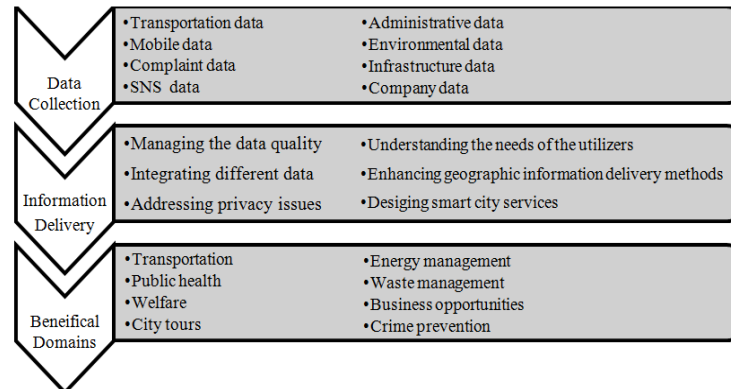 Data
Collection
•Transportation data
•Mobile data
•Complaint data
•SNS data
•Administrative data
•Environmental data
•Infrastructure data
•Company data
Information
Delivery
•Managing the data quality
•Integrating different data
•Addressing privacy issues
•Understanding the needs of the utilizers
•Enhancing geographic information delivery methods
•Desiging smart city services
Beneifical
Domains
•Transportation
•Public health
•Welfare
•City tours
•Energy management
•Waste management
•Business opportunities
•Crime prevention